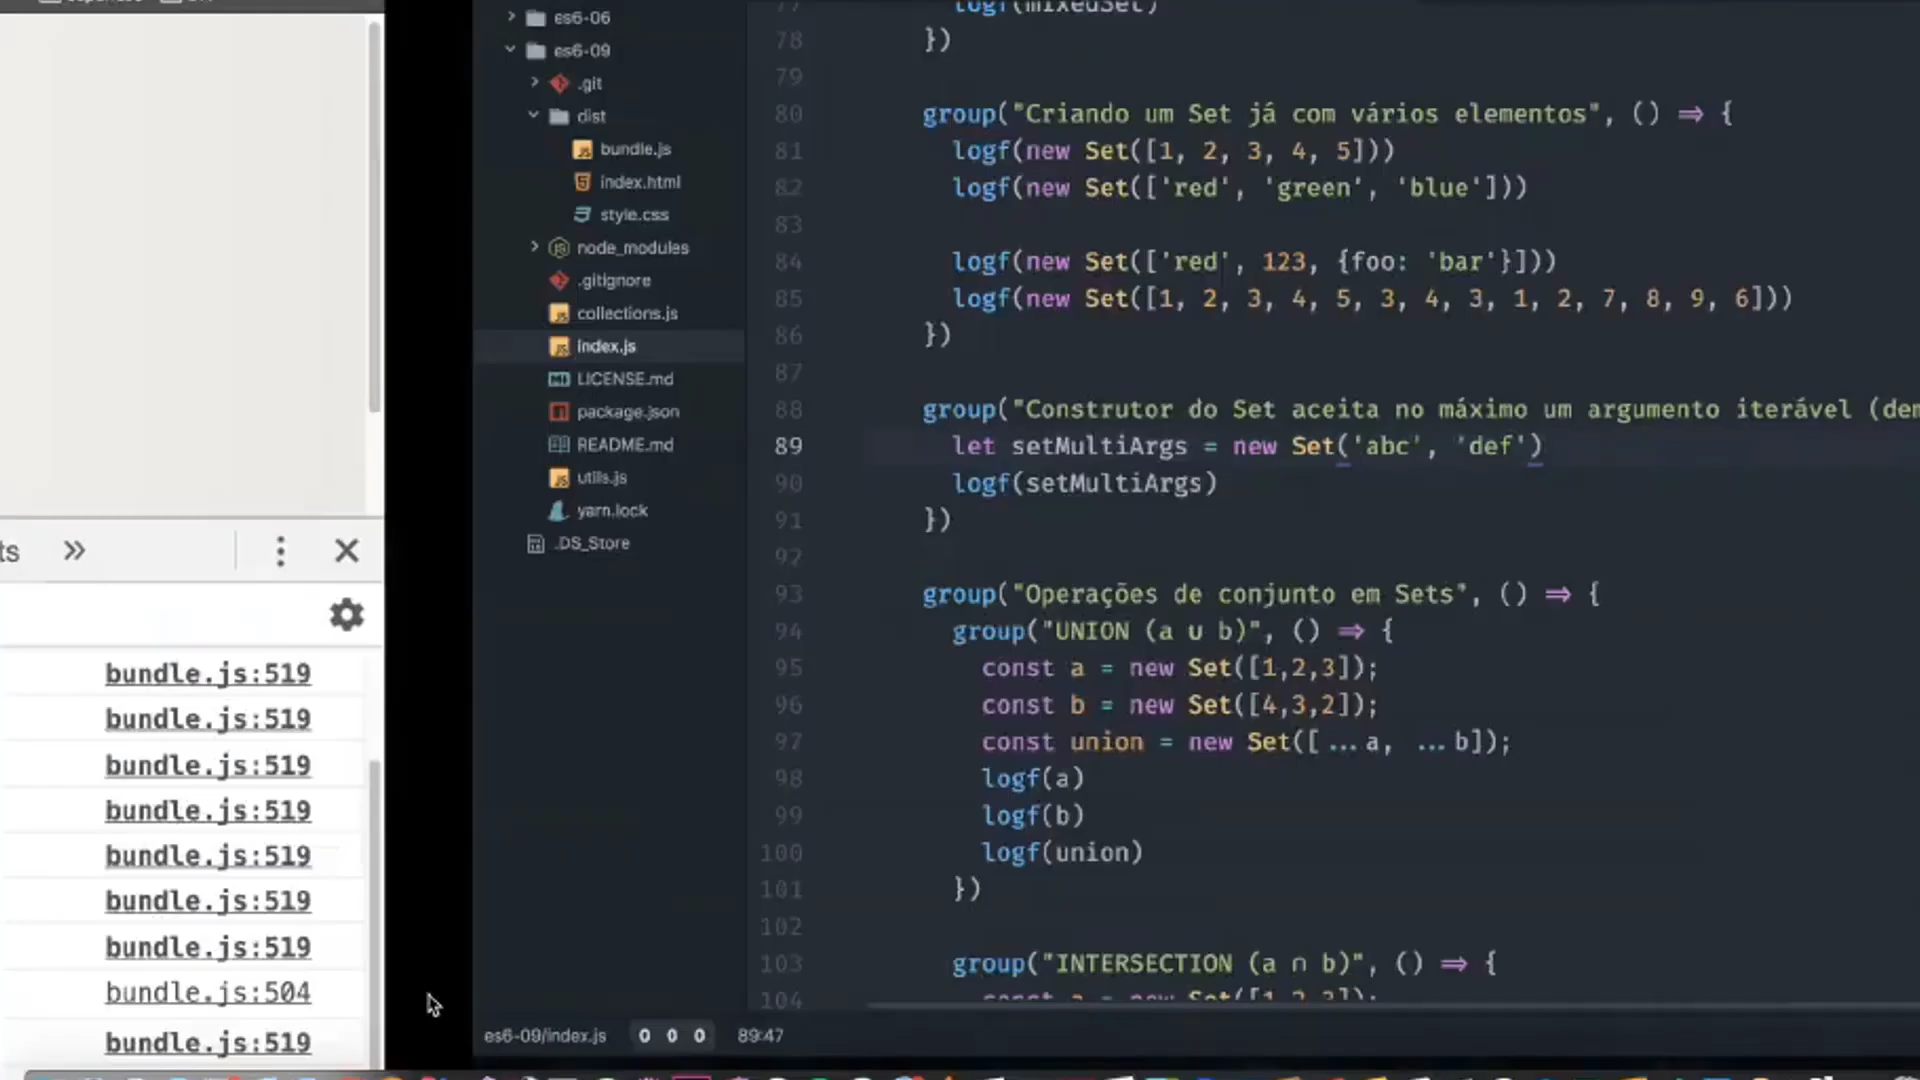 es6-06
es6-09
.git
dist
bundle.js
index.html
style.css
node_modules
.gitignore
collections.js
index.js
LICENSE.md
package.json
README.md
utils.js
yarn.lock
.DS_Store
77 logf(mixedSet)
78 })
79
80 group("Criando um Set já com vários elementos", () => {
81 logf(new Set([1, 2, 3, 4, 5]))
82 logf(new Set(['red', 'green', 'blue']))
83
84 logf(new Set(['red', 123, {foo: 'bar'}]))
85 logf(new Set([1, 2, 3, 4, 5, 3, 4, 3, 1, 2, 7, 8, 9, 6]))
86 })
87
88 group("Construtor do Set aceita no máximo um argumento iterável (dem
89 let setMultiArgs = new Set('abc', 'def')
90 logf(setMultiArgs)
91 })
92
93 group("Operações de conjunto em Sets", () => {
94 group("UNION (a ∪ b)", () => {
95 const a = new Set([1,2,3]);
96 const b = new Set([4,3,2]);
97 const union = new Set([...a, ...b]);
98 logf(a)
99 logf(b)
100 logf(union)
101 })
102
103 group("INTERSECTION (a ∩ b)", () => {
104 const a = new Set([1,2,3]);
ts »
bundle.js:519
bundle.js:519
bundle.js:519
bundle.js:519
bundle.js:519
bundle.js:519
bundle.js:519
bundle.js:504
bundle.js:519
es6-09/index.js 0 0 0 89:47